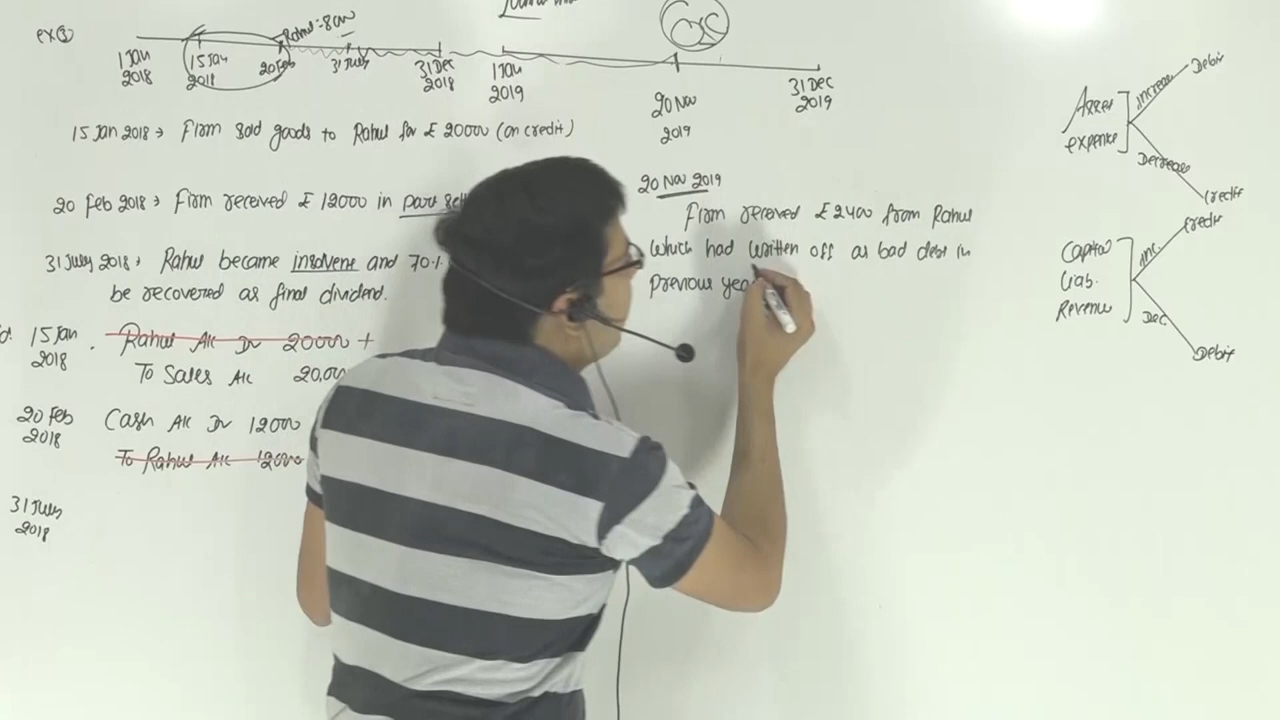 ex③
Rahul = 8000
1 Jan 2018
15 Jan 2018
20 Feb
31 July
31 Dec 2018
1 Jan 2019
20 Nov 2019
31 Dec 2019
15 Jan 2018 → Firm sold goods to Rahul for £ 20000 (on credit)
20 Feb 2018 → Firm received £ 12000 in part
31 July 2018 → Rahul became insolvent and 70%
be recovered as final dividend.
15 Jan 2018 Rahul A/c Dr 20000 +
To Sales A/c 20,00
20 Feb 2018 Cash A/c Dr 12000
To Rahul A/c 12000
31 July 2018
20 Nov 2019
Firm received £ 2400 from Rahul
which had written off as bad debt in
previous yea
Asset
expense
increase Debit
Decrease Credit
Capital
Liab.
Revenue
Inc Credit
Dec Debit